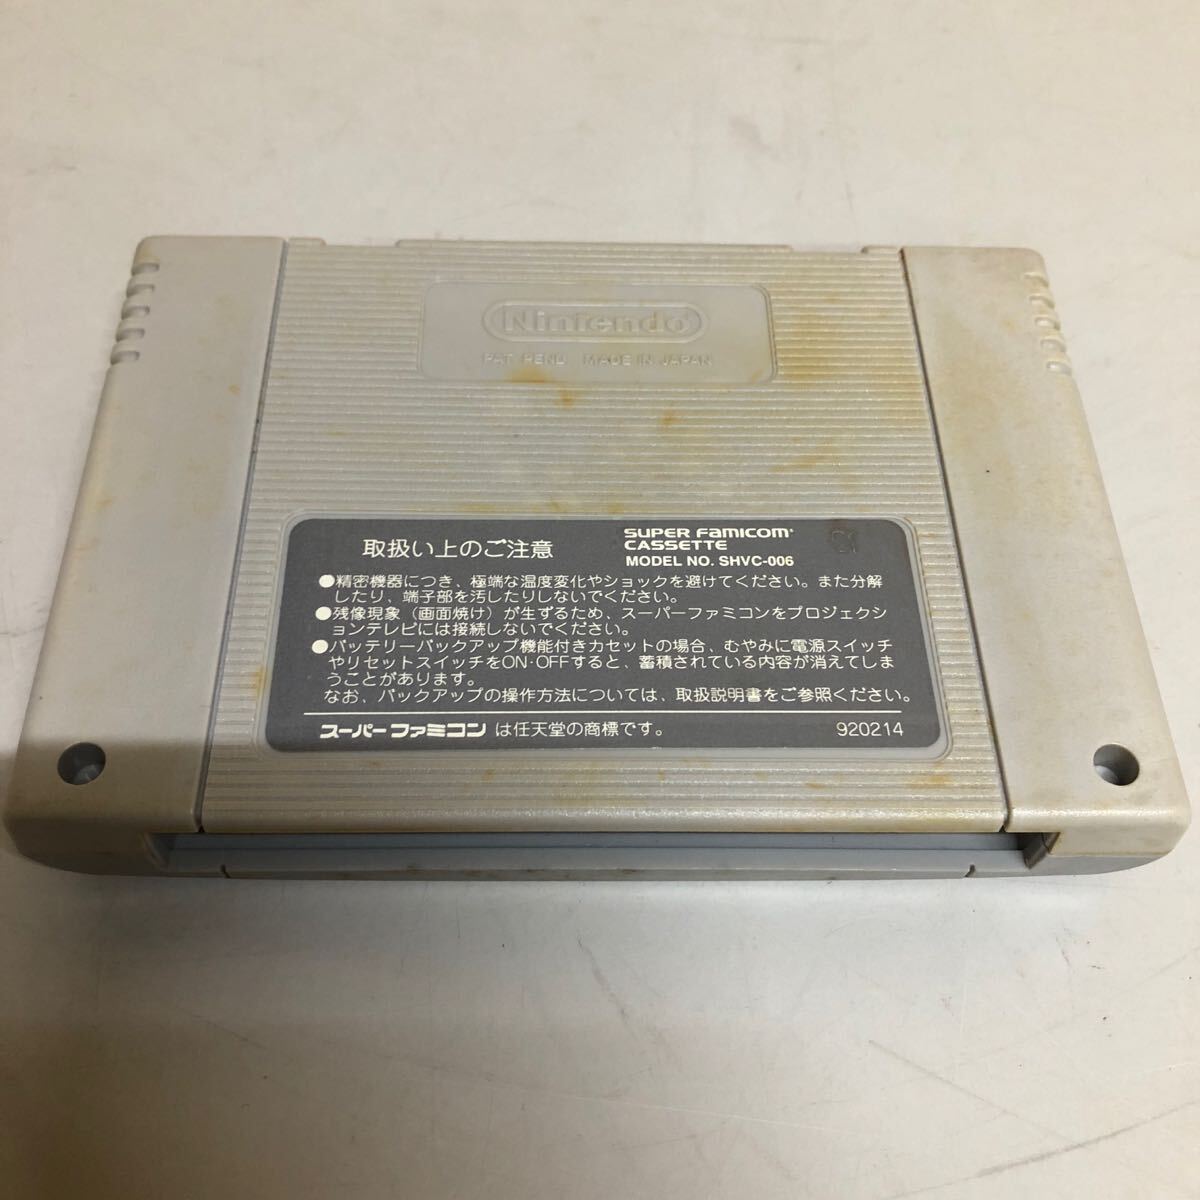 Nintendo
PAT. PEND. MADE IN JAPAN
取扱い上のご注意
SUPER FAMICOM
CASSETTE
MODEL NO. SHVC-006
●精密機器につき、極端な温度変化やショックを避けてください。また分解
したり、端子部を汚したりしないでください。
●残像現象（画面焼け）が生ずるため、スーパーファミコンをプロジェクシ
ョンテレビには接続しないでください。
●バッテリーバックアップ機能付きカセットの場合、むやみに電源スイッチ
やリセットスイッチをON・OFFすると、蓄積されている内容が消えてしま
うことがあります。
なお、バックアップの操作方法については、取扱説明書をご参照ください。
スーパーファミコン は任天堂の商標です。
920214